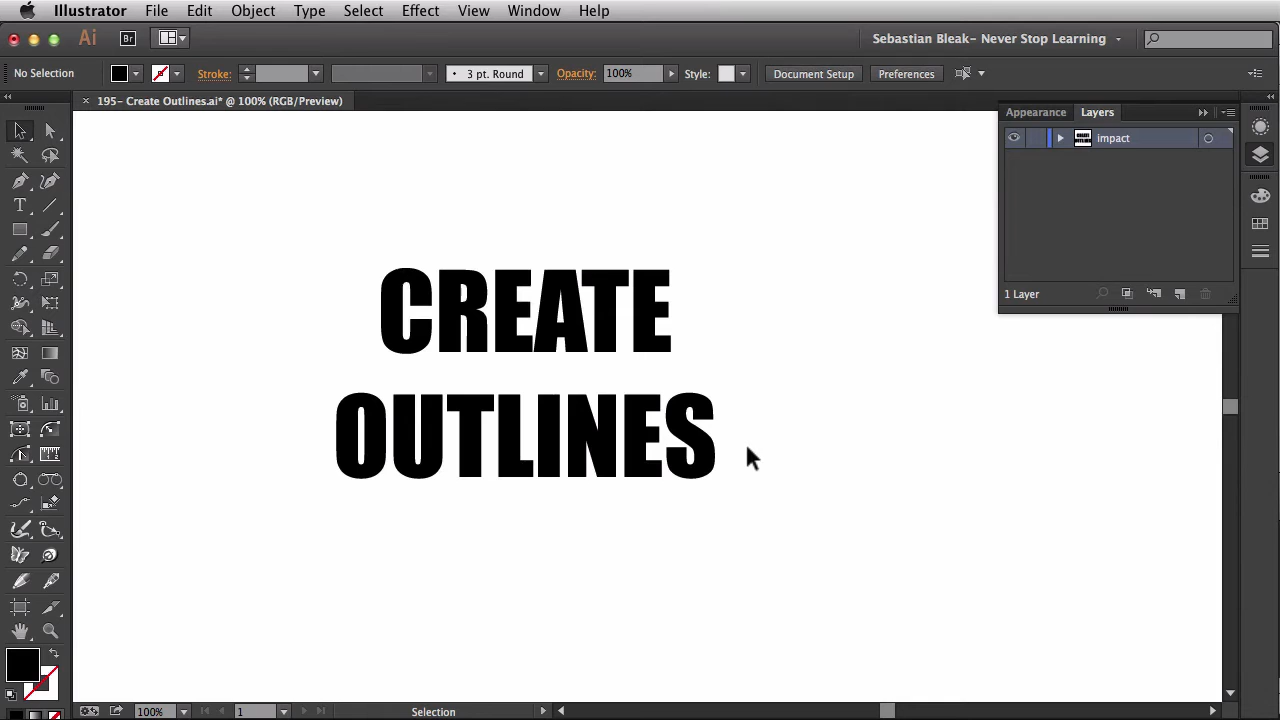 Illustrator File Edit Object Type Select Effect View Window Help
Ai Br Sebastian Bleak- Never Stop Learning
No Selection Stroke: 3 pt. Round Opacity: 100% Style: Document Setup Preferences
195- Create Outlines.ai* @ 100% (RGB/Preview)
Appearance Layers
impact
1 Layer
CREATE
OUTLINES
100% 1 Selection